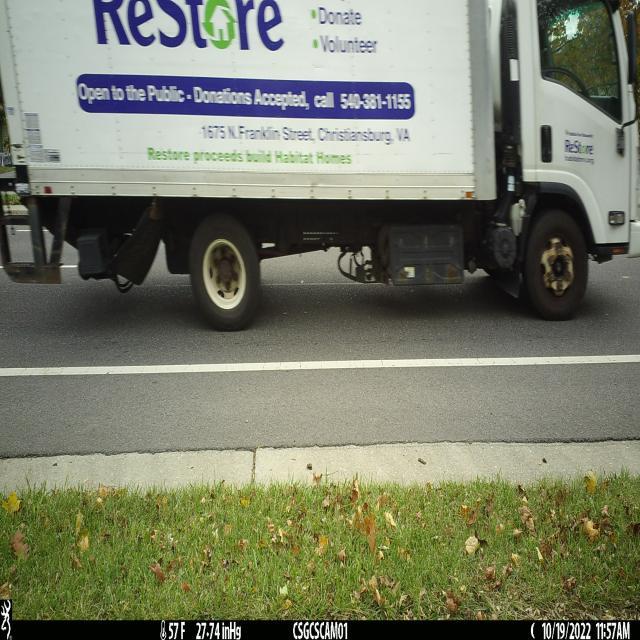 ReStore
• Donate
• Volunteer
Open to the Public - Donations Accepted, call 540-381-1155
1675 N. Franklin Street, Christiansburg, VA
Restore proceeds build Habitat Homes
ReStore
57 F 27.74 inHg CSGCSCAM01 10/19/2022 11:57AM